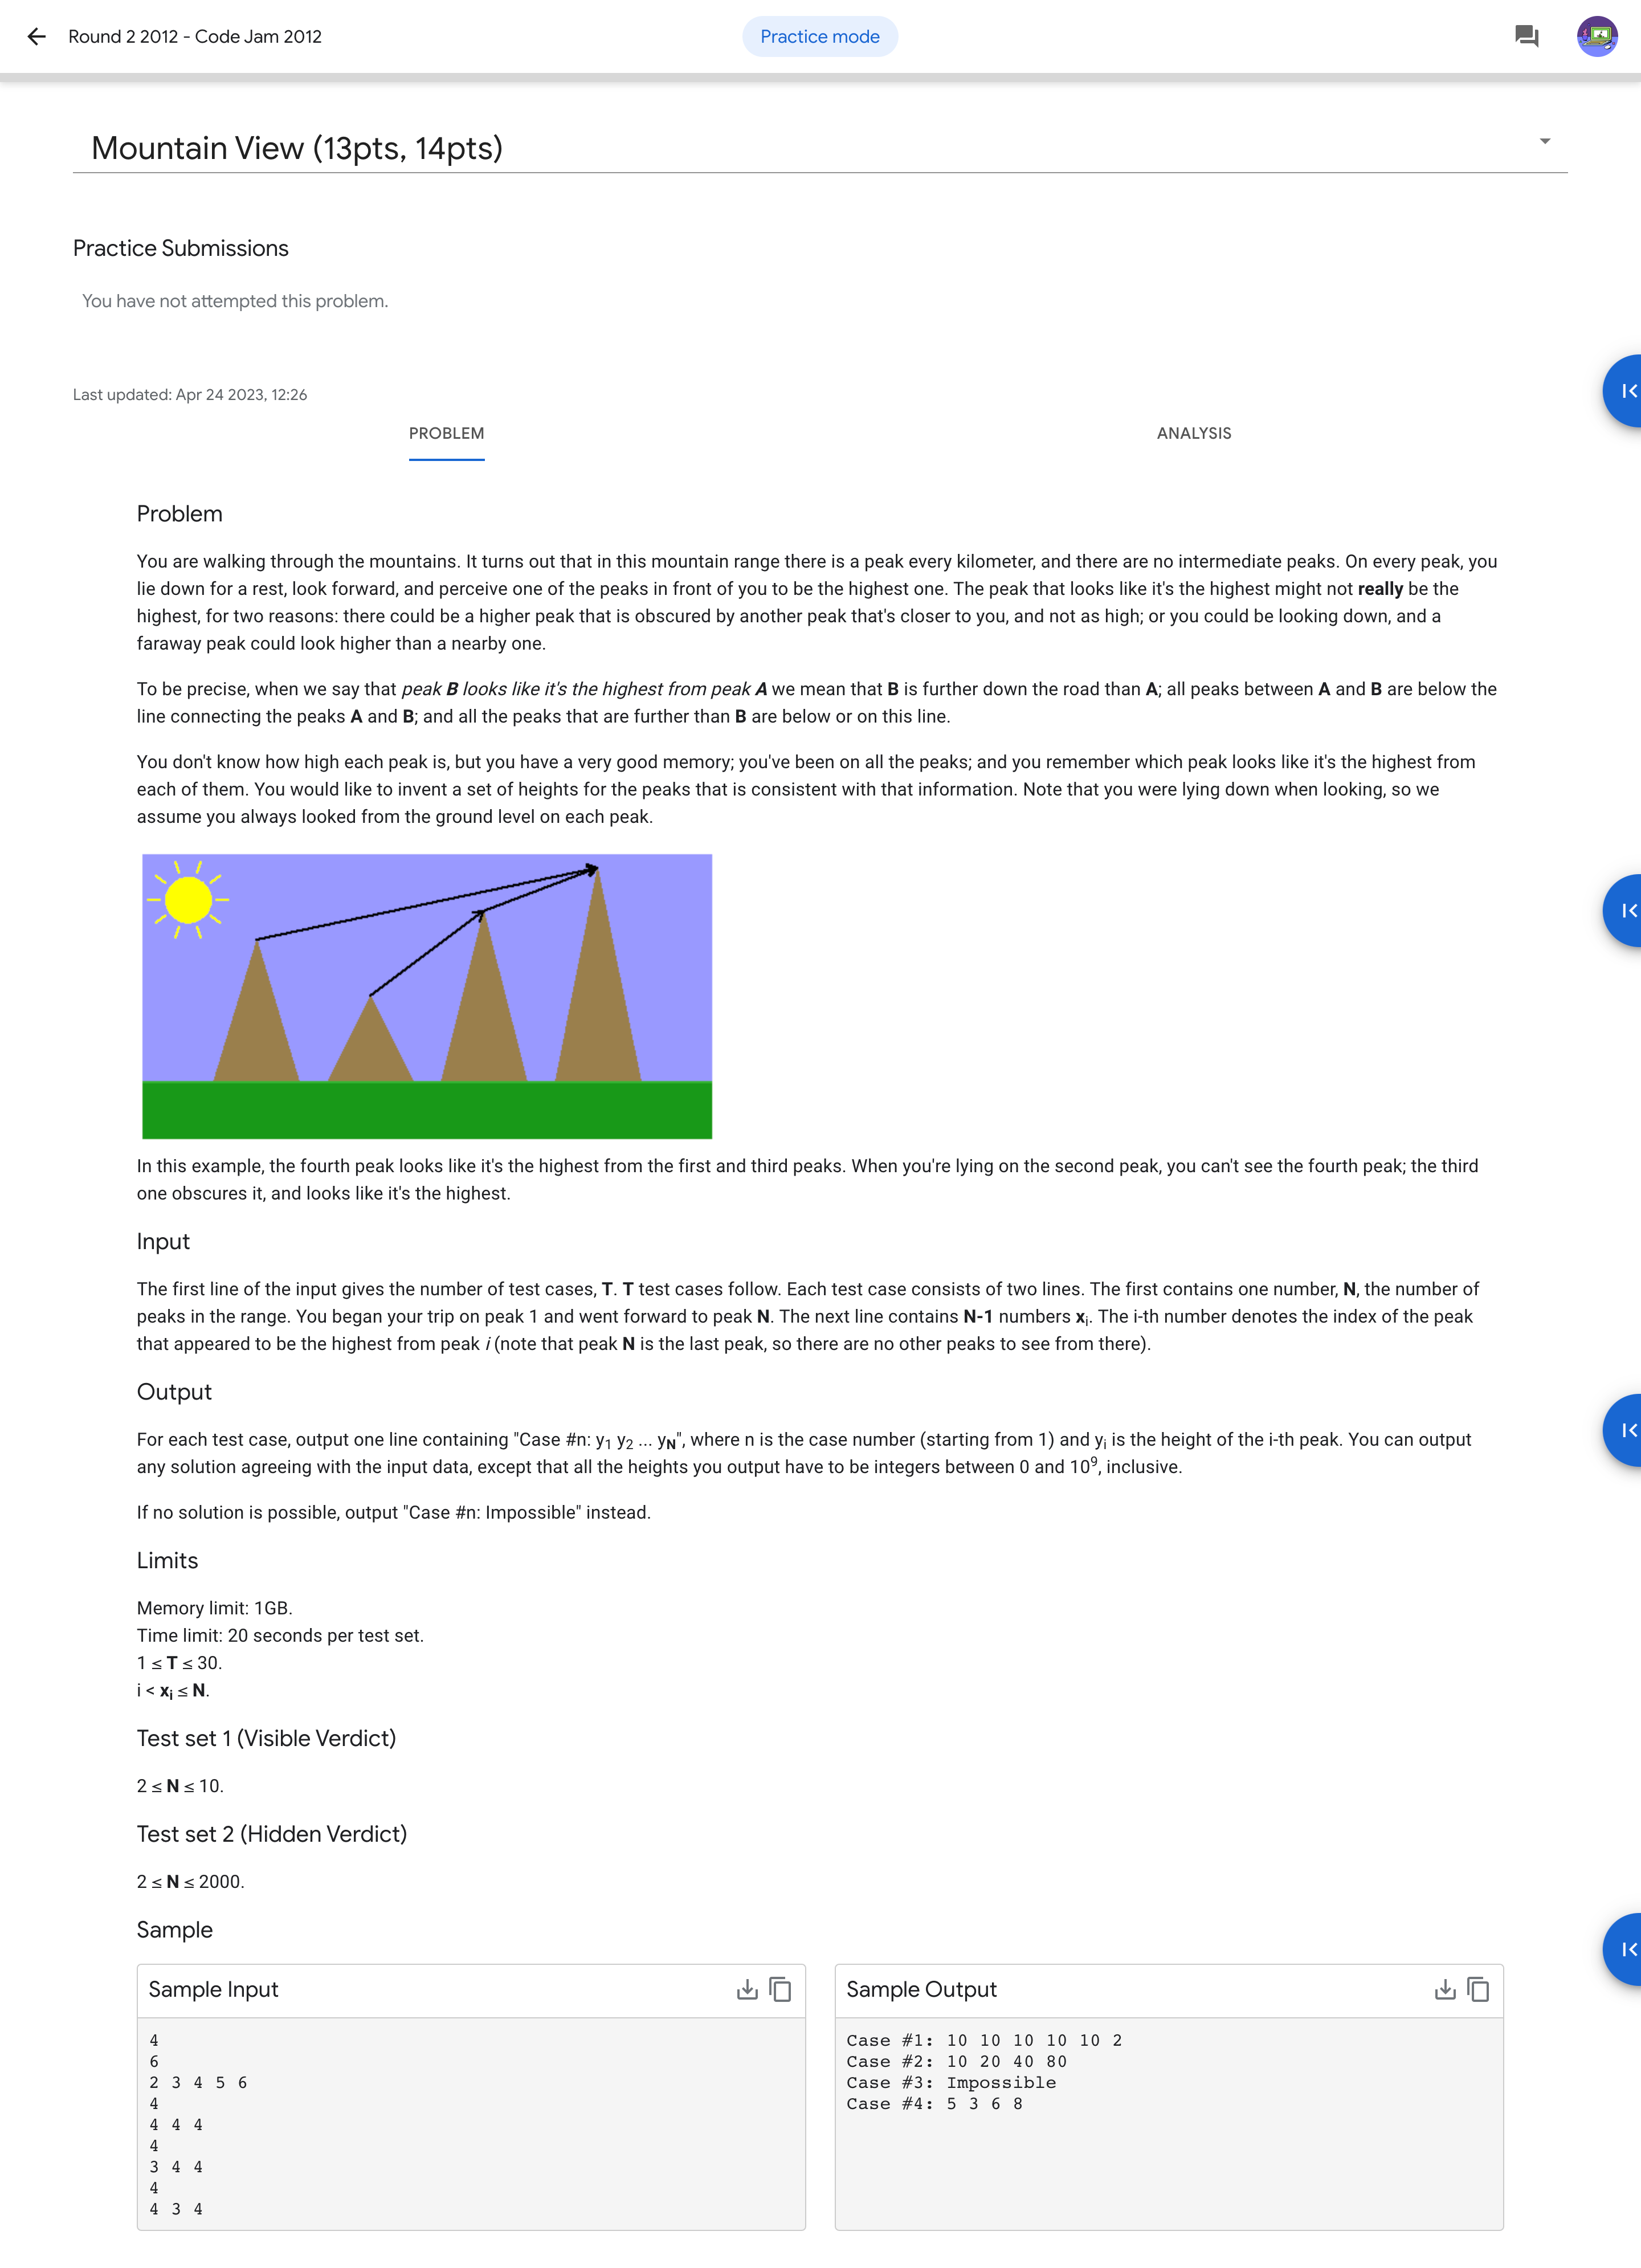 Round 2 2012 - Code Jam 2012
Practice mode
Mountain View (13pts, 14pts)
Practice Submissions
You have not attempted this problem.
Last updated: Apr 24 2023, 12:26
PROBLEM
ANALYSIS
Problem
You are walking through the mountains. It turns out that in this mountain range there is a peak every kilometer, and there are no intermediate peaks. On every peak, you
lie down for a rest, look forward, and perceive one of the peaks in front of you to be the highest one. The peak that looks like it's the highest might not really be the
highest, for two reasons: there could be a higher peak that is obscured by another peak that's closer to you, and not as high; or you could be looking down, and a
faraway peak could look higher than a nearby one.
To be precise, when we say that peak B looks like it's the highest from peak A we mean that B is further down the road than A; all peaks between A and B are below the
line connecting the peaks A and B; and all the peaks that are further than B are below or on this line.
You don't know how high each peak is, but you have a very good memory; you've been on all the peaks; and you remember which peak looks like it's the highest from
each of them. You would like to invent a set of heights for the peaks that is consistent with that information. Note that you were lying down when looking, so we
assume you always looked from the ground level on each peak.
In this example, the fourth peak looks like it's the highest from the first and third peaks. When you're lying on the second peak, you can't see the fourth peak; the third
one obscures it, and looks like it's the highest.
Input
The first line of the input gives the number of test cases, T. T test cases follow. Each test case consists of two lines. The first contains one number, N, the number of
peaks in the range. You began your trip on peak 1 and went forward to peak N. The next line contains N-1 numbers xi. The i-th number denotes the index of the peak
that appeared to be the highest from peak i (note that peak N is the last peak, so there are no other peaks to see from there).
Output
For each test case, output one line containing "Case #n: y1 y2 ... yN", where n is the case number (starting from 1) and yi is the height of the i-th peak. You can output
any solution agreeing with the input data, except that all the heights you output have to be integers between 0 and 10^9, inclusive.
If no solution is possible, output "Case #n: Impossible" instead.
Limits
Memory limit: 1GB.
Time limit: 20 seconds per test set.
1 ≤ T ≤ 30.
i < xi ≤ N.
Test set 1 (Visible Verdict)
2 ≤ N ≤ 10.
Test set 2 (Hidden Verdict)
2 ≤ N ≤ 2000.
Sample
Sample Input
4
6
2 3 4 5 6
4
4 4 4
4
3 4 4
4
4 3 4
Sample Output
Case #1: 10 10 10 10 10 2
Case #2: 10 20 40 80
Case #3: Impossible
Case #4: 5 3 6 8